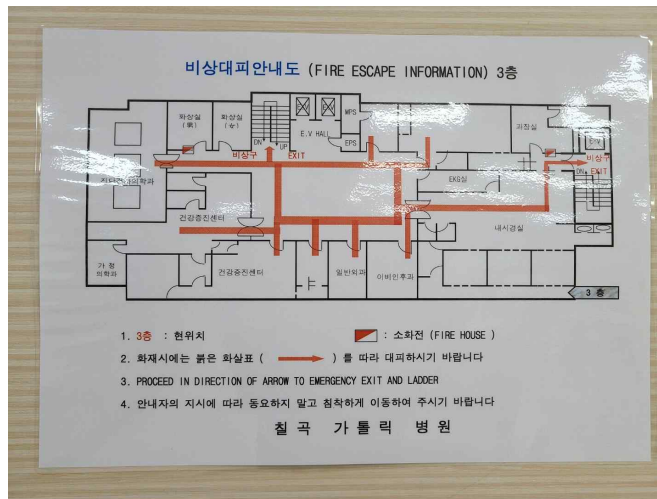 비상대피안내도 (FIRE ESCAPE INFORMATION) 3층
화상실
(男)
화상실
(女)
DN
UP
E.V HALL
MPS
EPS
과장실
E.V
비상구 EXIT
비상구
EXIT
DN
EKG실
건강증진센터
내시경실
가 정
의학과
건강증진센터
일반외과
이비인후과
3 층
1. 3층 : 현위치
: 소화전 (FIRE HOUSE )
2. 화재시에는 붉은 화살표 ( ) 를 따라 대피하시기 바랍니다
3. PROCEED IN DIRECTION OF ARROW TO EMERGENCY EXIT AND LADDER
4. 안내자의 지시에 따라 동요하지 말고 침착하게 이동하여 주시기 바랍니다
칠곡 가톨릭 병원